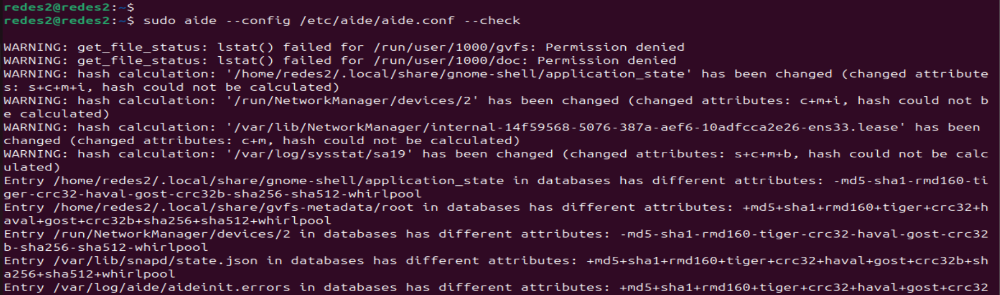 redes2@redes2:~$
redes2@redes2:~$ sudo aide --config /etc/aide/aide.conf --check
WARNING: get_file_status: lstat() failed for /run/user/1000/gvfs: Permission denied
WARNING: get_file_status: lstat() failed for /run/user/1000/doc: Permission denied
WARNING: hash calculation: '/home/redes2/.local/share/gnome-shell/application_state' has been changed (changed attribute
s: s+c+m+i, hash could not be calculated)
WARNING: hash calculation: '/run/NetworkManager/devices/2' has been changed (changed attributes: c+m+i, hash could not b
e calculated)
WARNING: hash calculation: '/var/lib/NetworkManager/internal-14f59568-5076-387a-aef6-10adfcca2e26-ens33.lease' has been
changed (changed attributes: c+m, hash could not be calculated)
WARNING: hash calculation: '/var/log/sysstat/sa19' has been changed (changed attributes: s+c+m+b, hash could not be calc
ulated)
Entry /home/redes2/.local/share/gnome-shell/application_state in databases has different attributes: -md5-sha1-rmd160-ti
ger-crc32-haval-gost-crc32b-sha256-sha512-whirlpool
Entry /home/redes2/.local/share/gvfs-metadata/root in databases has different attributes: +md5+sha1+rmd160+tiger+crc32+h
aval+gost+crc32b+sha256+sha512+whirlpool
Entry /run/NetworkManager/devices/2 in databases has different attributes: -md5-sha1-rmd160-tiger-crc32-haval-gost-crc32
b-sha256-sha512-whirlpool
Entry /var/lib/snapd/state.json in databases has different attributes: +md5+sha1+rmd160+tiger+crc32+haval+gost+crc32b+sh
a256+sha512+whirlpool
Entry /var/log/aide/aideinit.errors in databases has different attributes: +md5+sha1+rmd160+tiger+crc32+haval+gost+crc32